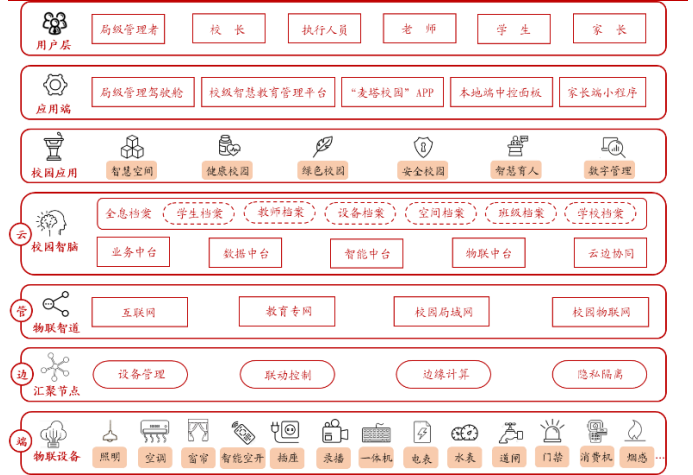 用户层 局级管理者 校 长 执行人员 老 师 学 生 家 长
应用端 局级管理驾驶舱 校级智慧教育管理平台 “麦塔校园”APP 本地端中控面板 家长端小程序
校园应用 智慧空间 健康校园 绿色校园 安全校园 智慧育人 数字管理
全息档案 学生档案 教师档案 设备档案 空间档案 班级档案 学校档案
云 校园智脑 业务中台 数据中台 智能中台 物联中台 云边协同
管 物联智道 互联网 教育专网 校园局域网 校园物联网
边 汇聚节点 设备管理 联动控制 边缘计算 隐私隔离
端 物联设备 照明 空调 窗帘 智能空开 插座 录播 一体机 电表 水表 道闸 门禁 消费机 烟感 …